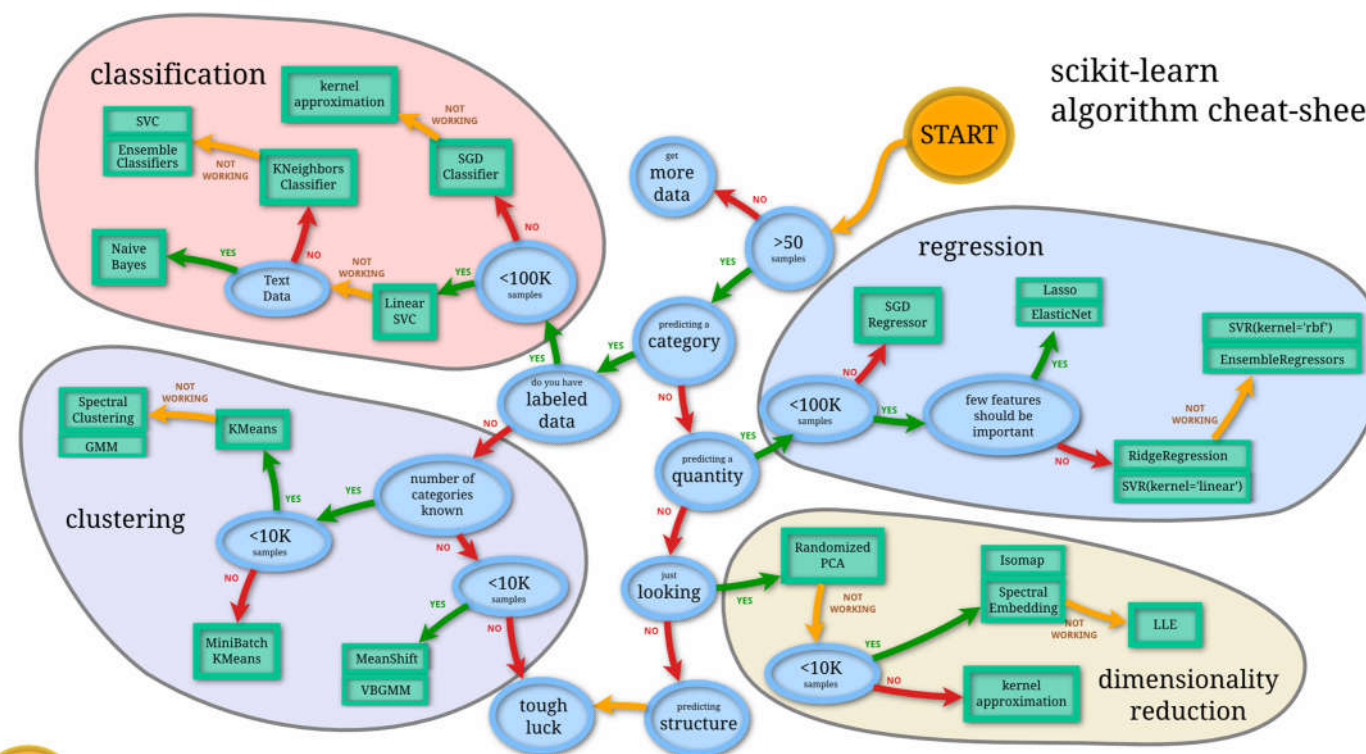 scikit-learn
algorithm cheat-shee
START
classification
kernel
approximation
NOT
WORKING
SVC
Ensemble
Classifiers
NOT
WORKING
KNeighbors
Classifier
SGD
Classifier
NO
Naive
Bayes
YES
NO
Text
Data
NOT
WORKING
Linear
SVC
YES
<100K
samples
YES
get
more
data
NO
>50
samples
YES
predicting a
category
YES
NO
do you have
labeled
data
NO
predicting a
quantity
YES
NO
regression
SGD
Regressor
NO
<100K
samples
YES
Lasso
ElasticNet
YES
few features
should be
important
NO
SVR(kernel='rbf')
EnsembleRegressors
NOT
WORKING
RidgeRegression
SVR(kernel='linear')
clustering
Spectral
Clustering
GMM
NOT
WORKING
KMeans
YES
number of
categories
known
YES
NO
<10K
samples
NO
MiniBatch
KMeans
<10K
samples
YES
NO
MeanShift
VBGMM
tough
luck
just
looking
YES
NO
predicting
structure
Randomized
PCA
NOT
WORKING
<10K
samples
YES
NO
Isomap
Spectral
Embedding
NOT
WORKING
LLE
kernel
approximation
dimensionality
reduction